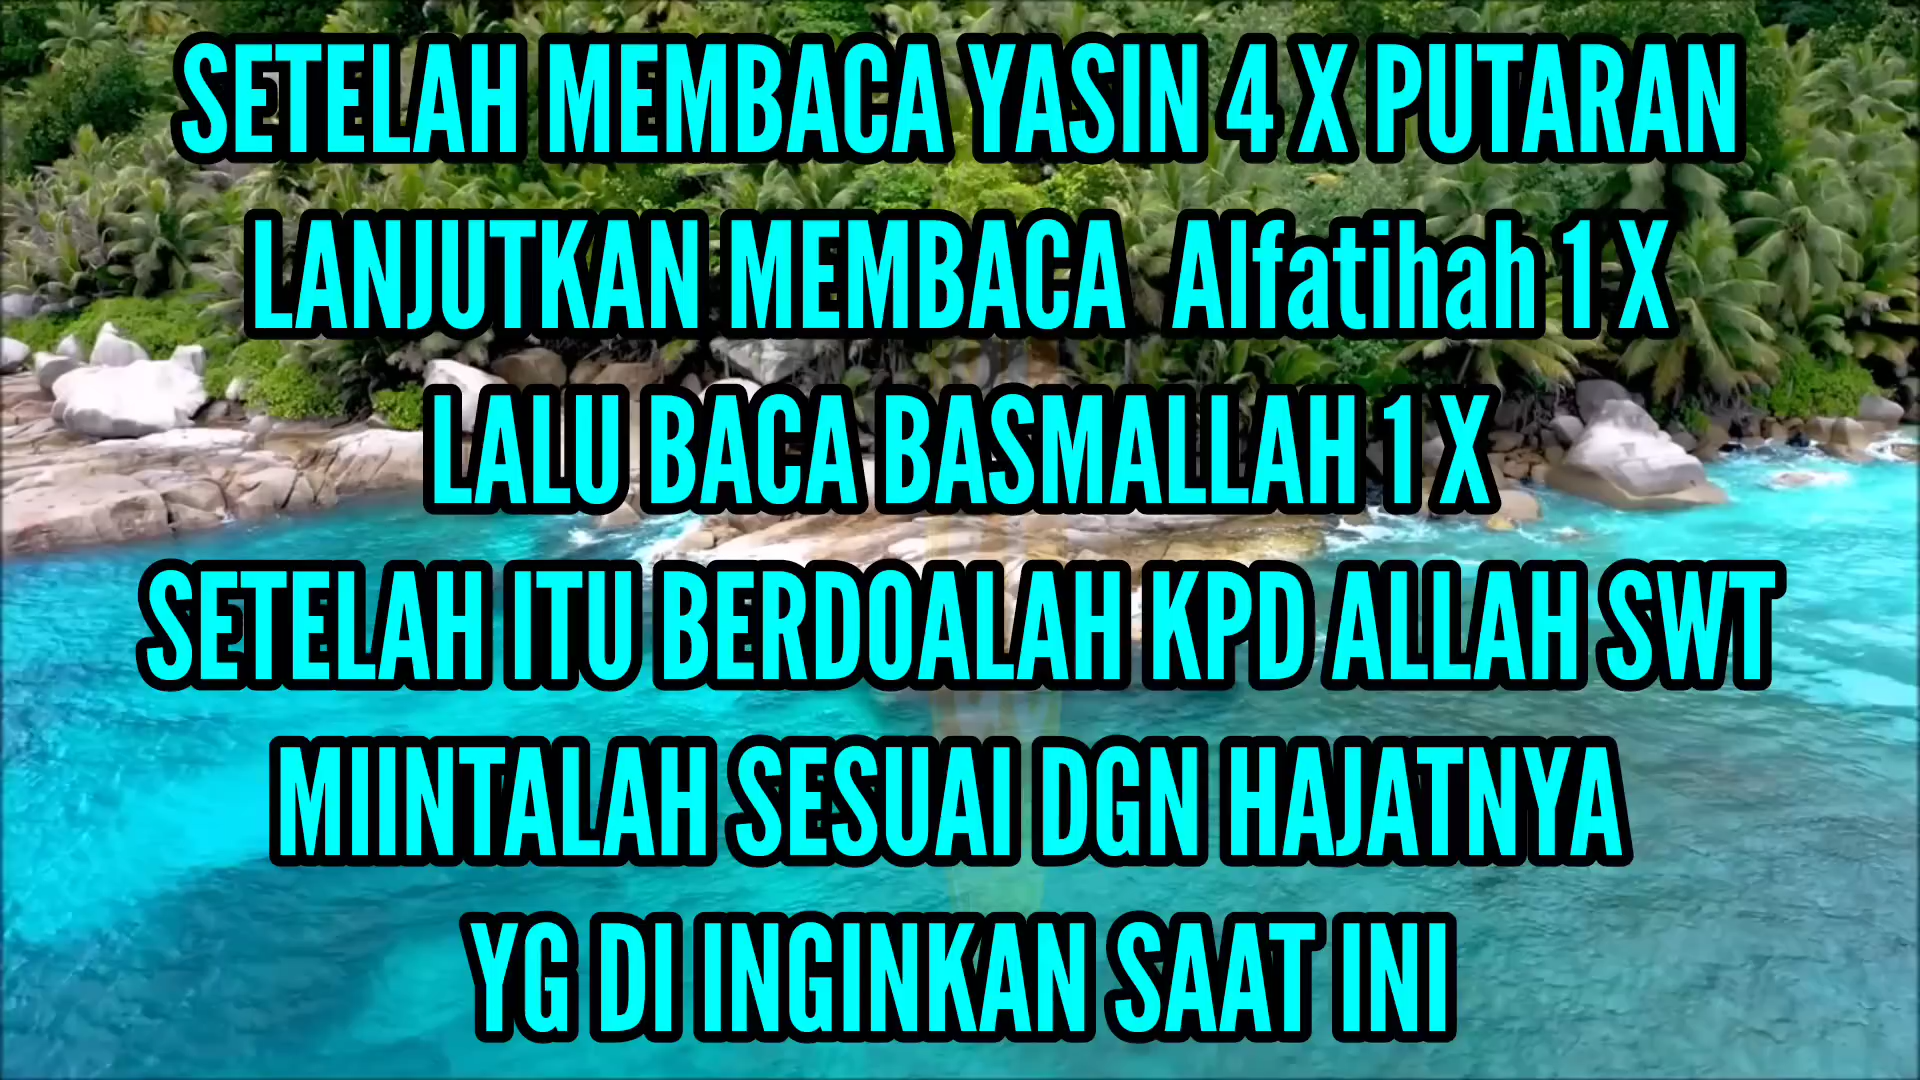 SETELAH MEMBACA YASIN 4 X PUTARAN
LANJUTKAN MEMBACA Alfatihah 1 X
LALU BACA BASMALLAH 1 X
SETELAH ITU BERDOALAH KPD ALLAH SWT
MIINTALAH SESUAI DGN HAJATNYA
YG DI INGINKAN SAAT INI